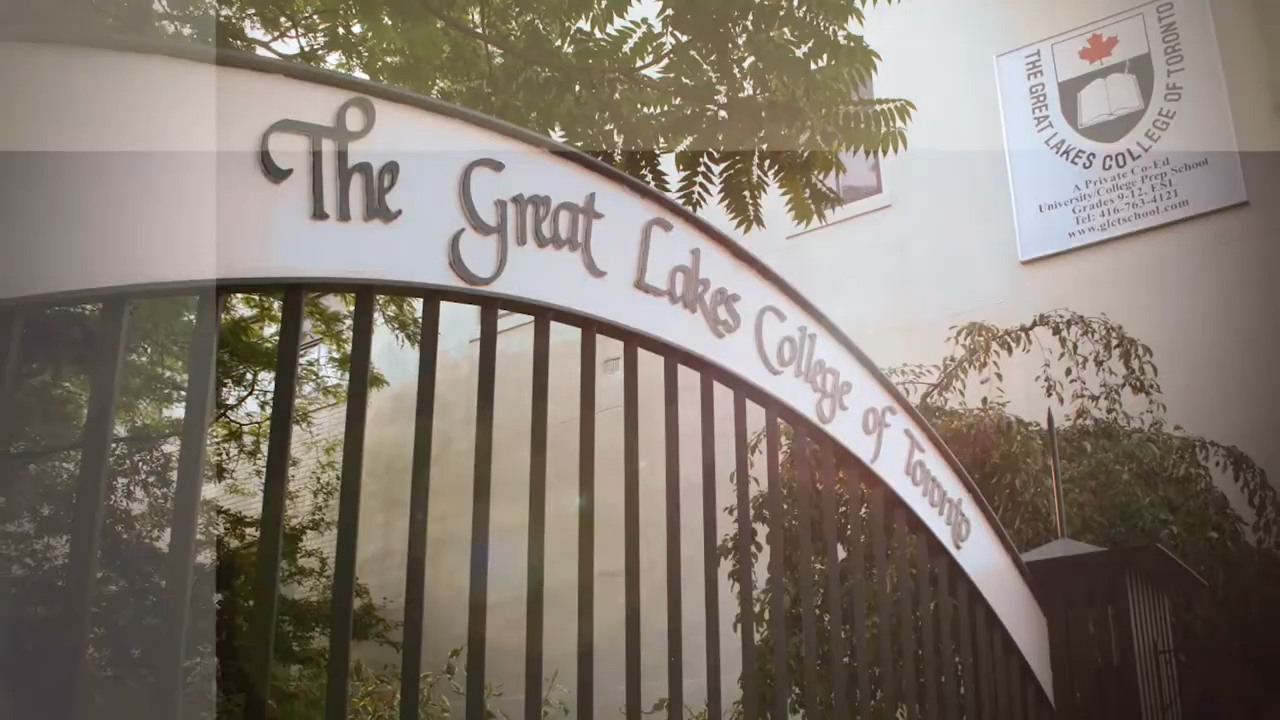 The Great Lakes College of Toronto
THE GREAT LAKES COLLEGE OF TORONTO
A Private Co-Ed
University/College Prep School
Grades 9-12, ESL
Tel: 416-763-4121
www.glctschool.com